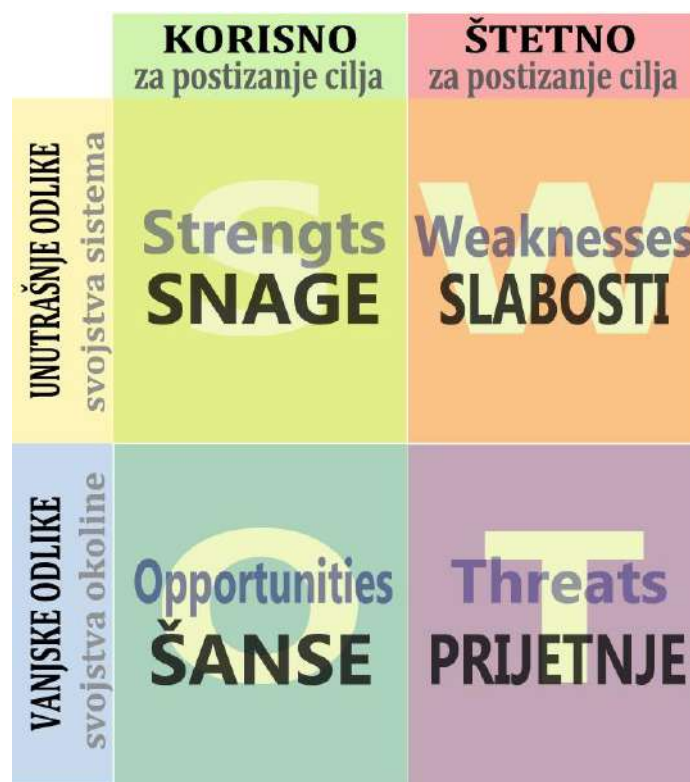 KORISNO
za postizanje cilja
ŠTETNO
za postizanje cilja
UNUTRAŠNJE ODLIKE
svojstva sistema
S
Strengts
SNAGE
W
Weaknesses
SLABOSTI
VANJSKE ODLIKE
svojstva okoline
O
Opportunities
ŠANSE
T
Threats
PRIJETNJE